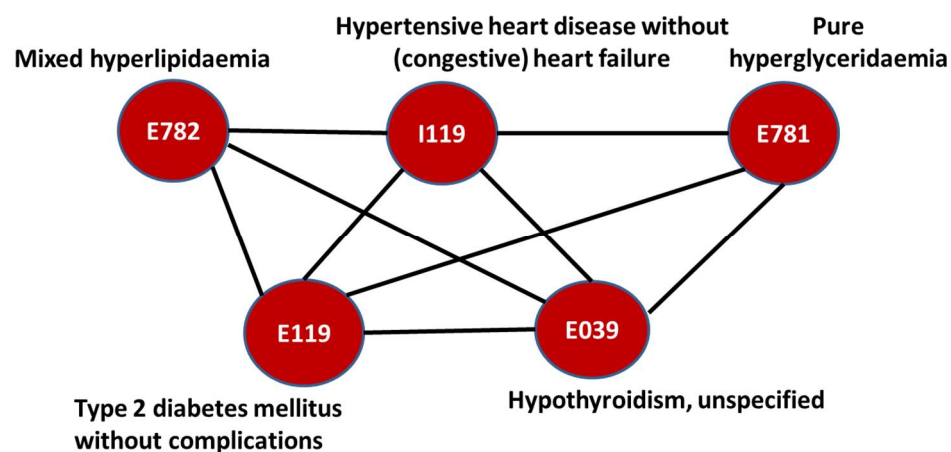 Mixed hyperlipidaemia
Hypertensive heart disease without
(congestive) heart failure
Pure
hyperglyceridaemia
E782
I119
E781
E119
E039
Type 2 diabetes mellitus
without complications
Hypothyroidism, unspecified